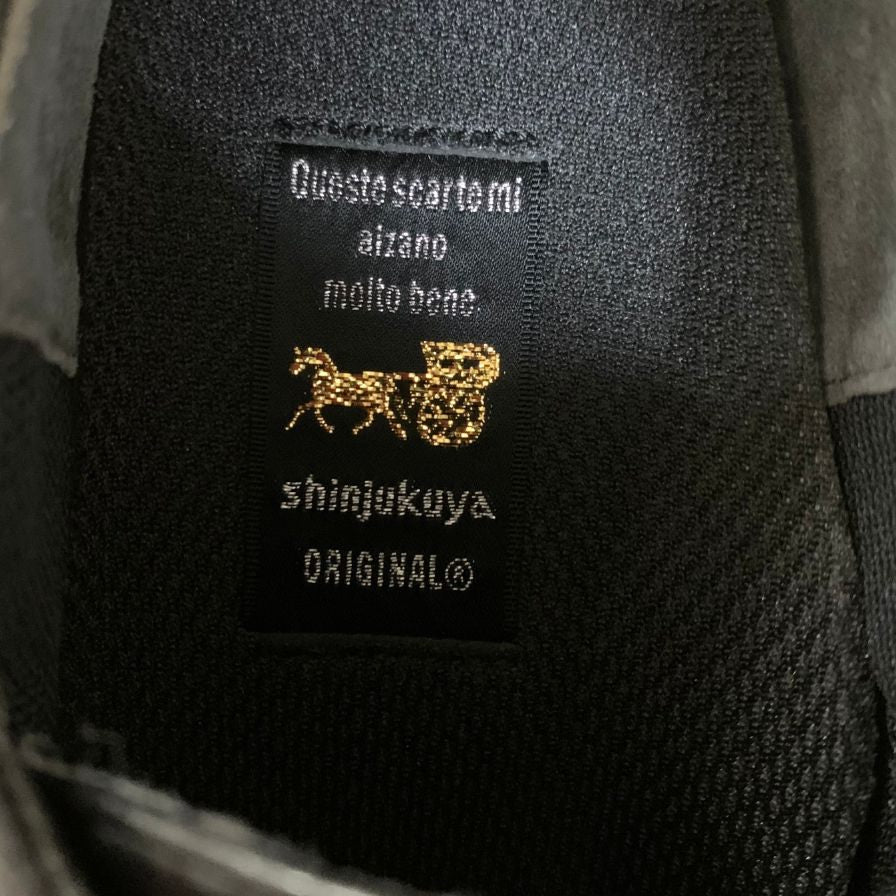 Queste scarte mi
aizano
molto bene.
shinjukuya
ORIGINAL®